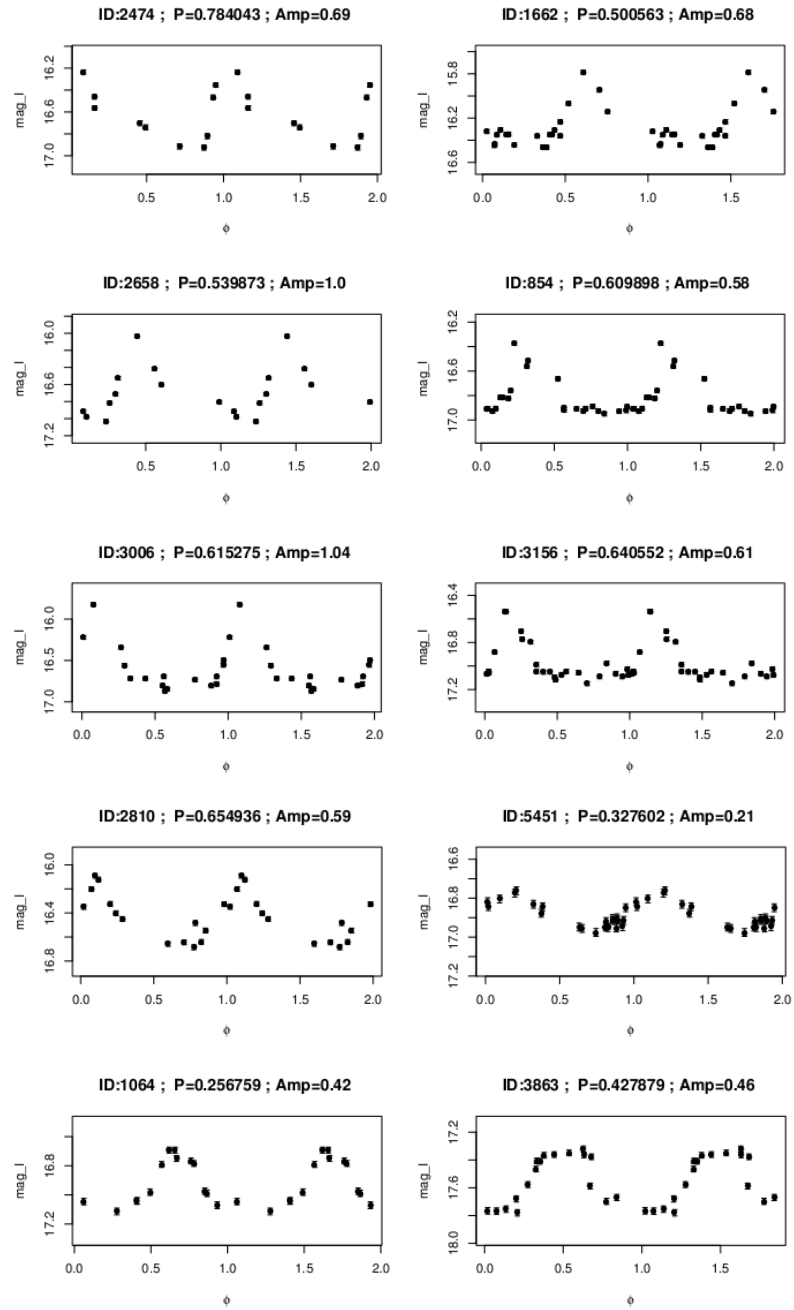 ID:2474 ; P=0.784043 ; Amp=0.69
mag_I
16.2
16.6
17.0
0.5 1.0 1.5 2.0
ϕ
ID:1662 ; P=0.500563 ; Amp=0.68
mag_I
15.8
16.2
16.6
0.0 0.5 1.0 1.5
ϕ
ID:2658 ; P=0.539873 ; Amp=1.0
mag_I
16.0
16.6
17.2
0.5 1.0 1.5 2.0
ϕ
ID:854 ; P=0.609898 ; Amp=0.58
mag_I
16.2
16.6
17.0
0.0 0.5 1.0 1.5 2.0
ϕ
ID:3006 ; P=0.615275 ; Amp=1.04
mag_I
16.0
16.5
17.0
0.0 0.5 1.0 1.5 2.0
ϕ
ID:3156 ; P=0.640552 ; Amp=0.61
mag_I
16.4
16.8
17.2
0.0 0.5 1.0 1.5 2.0
ϕ
ID:2810 ; P=0.654936 ; Amp=0.59
mag_I
16.0
16.4
16.8
0.0 0.5 1.0 1.5 2.0
ϕ
ID:5451 ; P=0.327602 ; Amp=0.21
mag_I
16.6
16.8
17.0
17.2
0.0 0.5 1.0 1.5 2.0
ϕ
ID:1064 ; P=0.256759 ; Amp=0.42
mag_I
16.8
17.2
0.0 0.5 1.0 1.5 2.0
ϕ
ID:3863 ; P=0.427879 ; Amp=0.46
mag_I
17.2
17.6
18.0
0.0 0.5 1.0 1.5
ϕ